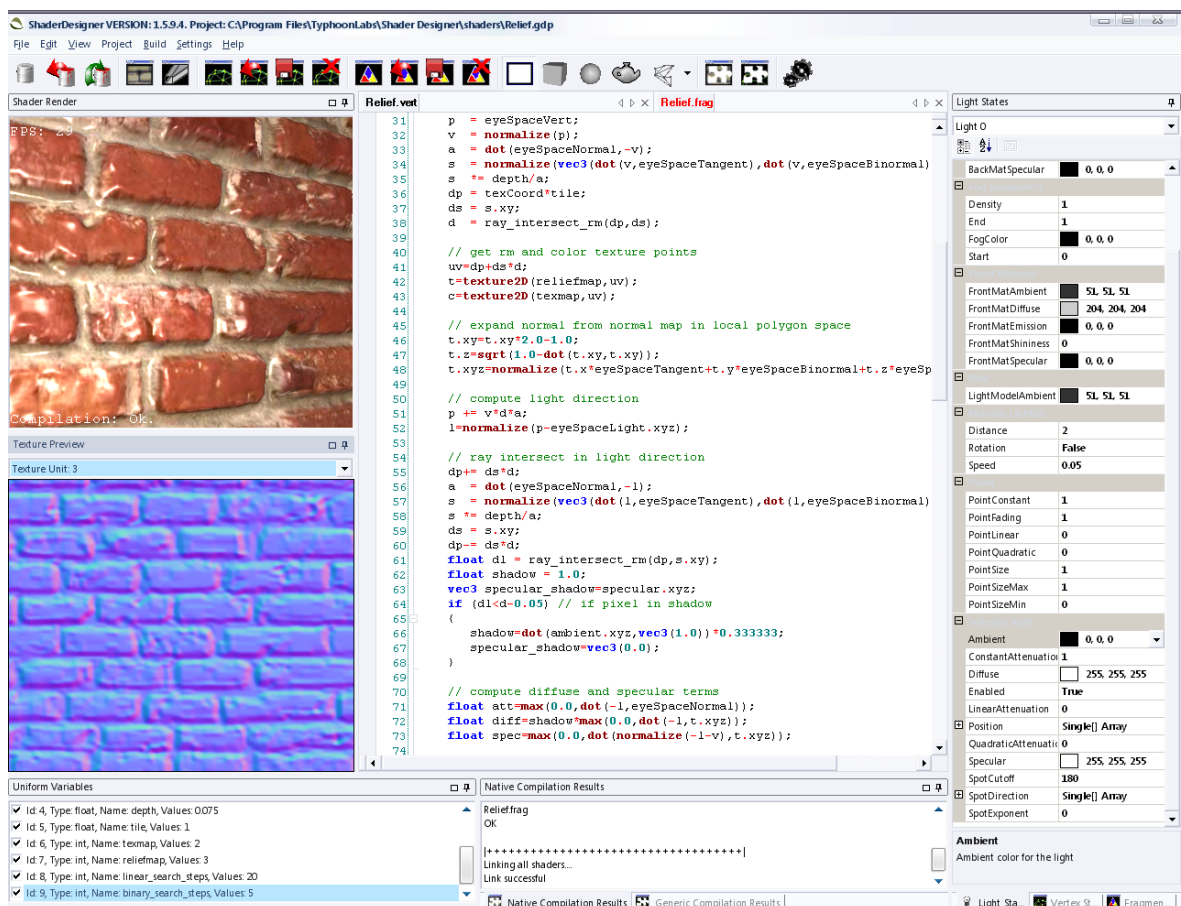 ShaderDesigner VERSION: 1.5.9.4. Project: C:\Program Files\TyphoonLabs\Shader Designer\shaders\Relief.gdp
File Edit View Project Build Settings Help
Shader Render
FPS: 29
Compilation: Ok.
Texture Preview
Texture Unit: 3
Relief.vert
Relief.frag
31 p = eyeSpaceVert;
32 v = normalize(p);
33 a = dot(eyeSpaceNormal,-v);
34 s = normalize(vec3(dot(v,eyeSpaceTangent),dot(v,eyeSpaceBinormal)
35 s *= depth/a;
36 dp = texCoord*tile;
37 ds = s.xy;
38 d = ray_intersect_rm(dp,ds);
39
40 // get rm and color texture points
41 uv=dp+ds*d;
42 t=texture2D(reliefmap,uv);
43 c=texture2D(texmap,uv);
44
45 // expand normal from normal map in local polygon space
46 t.xy=t.xy*2.0-1.0;
47 t.z=sqrt(1.0-dot(t.xy,t.xy));
48 t.xyz=normalize(t.x*eyeSpaceTangent+t.y*eyeSpaceBinormal+t.z*eyeSp
49
50 // compute light direction
51 p += v*d*a;
52 l=normalize(p-eyeSpaceLight.xyz);
53
54 // ray intersect in light direction
55 dp+= ds*d;
56 a = dot(eyeSpaceNormal,-l);
57 s = normalize(vec3(dot(l,eyeSpaceTangent),dot(l,eyeSpaceBinormal)
58 s *= depth/a;
59 ds = s.xy;
60 dp-= ds*d;
61 float dl = ray_intersect_rm(dp,s.xy);
62 float shadow = 1.0;
63 vec3 specular_shadow=specular.xyz;
64 if (dl<d-0.05) // if pixel in shadow
65 {
66 shadow=dot(ambient.xyz,vec3(1.0))*0.333333;
67 specular_shadow=vec3(0.0);
68 }
69
70 // compute diffuse and specular terms
71 float att=max(0.0,dot(-l,eyeSpaceNormal));
72 float diff=shadow*max(0.0,dot(-l,t.xyz));
73 float spec=max(0.0,dot(normalize(-l-v),t.xyz));
74
Light States
Light 0
BackMatSpecular 0, 0, 0
Density 1
End 1
FogColor 0, 0, 0
Start 0
FrontMatAmbient 51, 51, 51
FrontMatDiffuse 204, 204, 204
FrontMatEmission 0, 0, 0
FrontMatShininess 0
FrontMatSpecular 0, 0, 0
LightModelAmbient 51, 51, 51
Distance 2
Rotation False
Speed 0.05
PointConstant 1
PointFading 1
PointLinear 0
PointQuadratic 0
PointSize 1
PointSizeMax 1
PointSizeMin 0
Ambient 0, 0, 0
ConstantAttenuatio 1
Diffuse 255, 255, 255
Enabled True
LinearAttenuation 0
Position Single[] Array
QuadraticAttenuatic 0
Specular 255, 255, 255
SpotCutoff 180
SpotDirection Single[] Array
SpotExponent 0
Ambient
Ambient color for the light
Light Sta... Vertex St... Fragmen...
Uniform Variables
Id: 4, Type: float, Name: depth, Values: 0.075
Id: 5, Type: float, Name: tile, Values: 1
Id: 6, Type: int, Name: texmap, Values: 2
Id: 7, Type: int, Name: reliefmap, Values: 3
Id: 8, Type: int, Name: linear_search_steps, Values: 20
Id: 9, Type: int, Name: binary_search_steps, Values: 5
Native Compilation Results
Relief.frag
OK
|++++++++++++++++++++++++++++++++++|
Linking all shaders...
Link successful
Native Compilation Results Generic Compilation Results